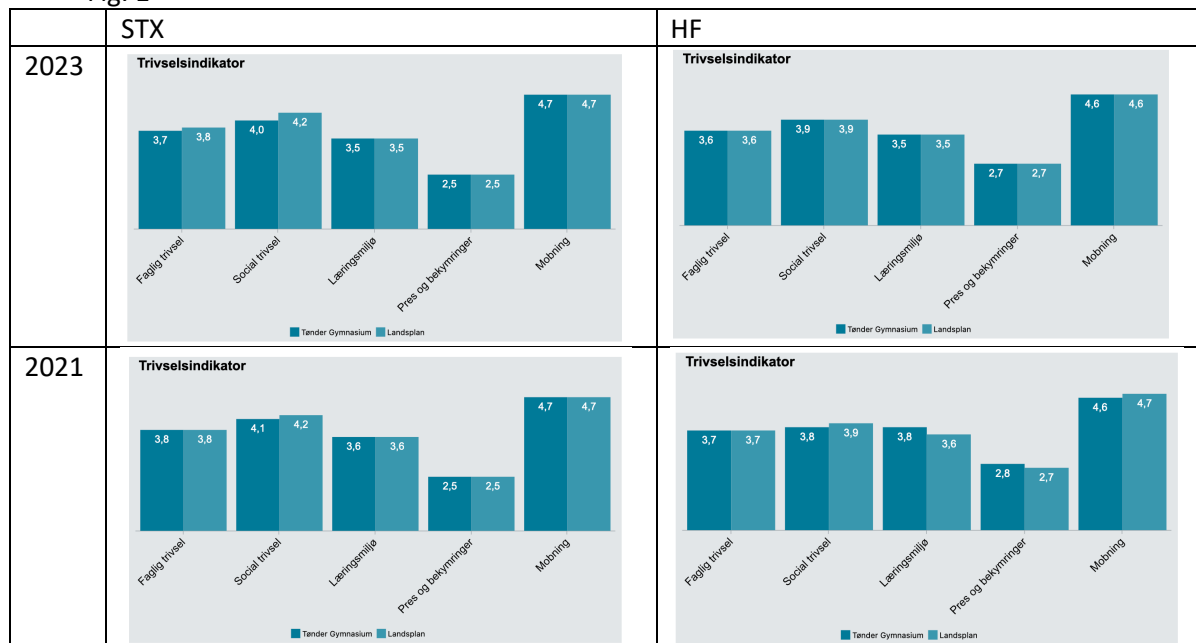 STX HF
2023
Trivselsindikator
3,7 3,8 4,0 4,2 3,5 3,5 2,5 2,5 4,7 4,7
Faglig trivsel Social trivsel Læringsmiljø Pres og bekymringer Mobning
Tønder Gymnasium Landsplan
Trivselsindikator
3,6 3,6 3,9 3,9 3,5 3,5 2,7 2,7 4,6 4,6
Faglig trivsel Social trivsel Læringsmiljø Pres og bekymringer Mobning
Tønder Gymnasium Landsplan
2021
Trivselsindikator
3,8 3,8 4,1 4,2 3,6 3,6 2,5 2,5 4,7 4,7
Faglig trivsel Social trivsel Læringsmiljø Pres og bekymringer Mobning
Tønder Gymnasium Landsplan
Trivselsindikator
3,7 3,7 3,8 3,9 3,8 3,6 2,8 2,7 4,6 4,7
Faglig trivsel Social trivsel Læringsmiljø Pres og bekymringer Mobning
Tønder Gymnasium Landsplan